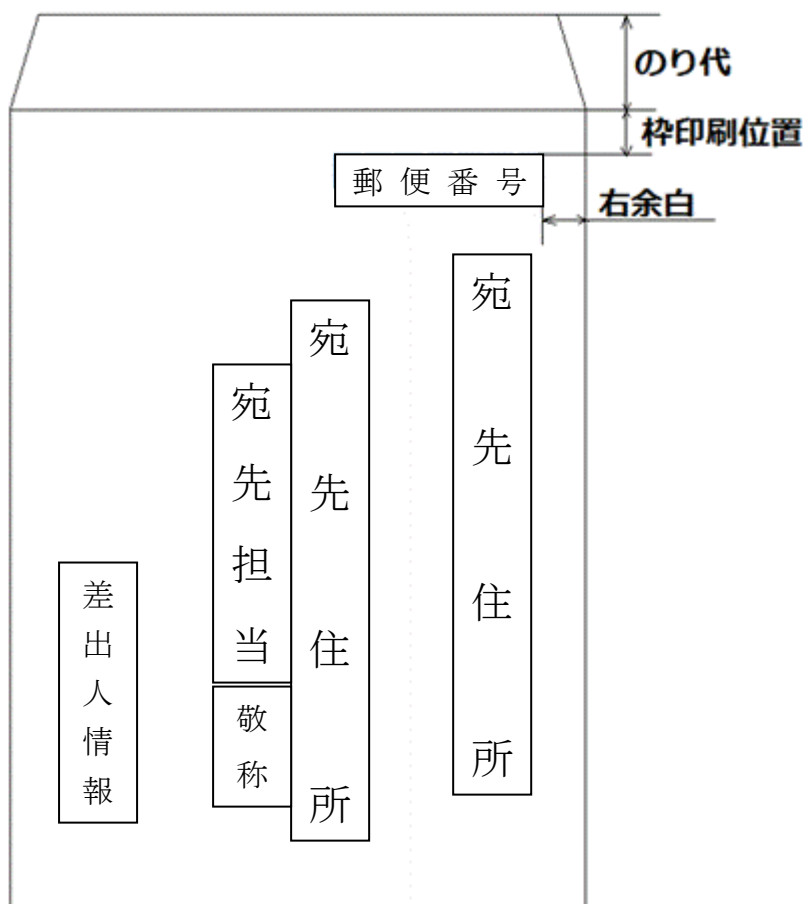 のり代
枠印刷位置
郵便番号
右余白
宛先住所
宛先住所
宛先担当
敬称
差出人情報